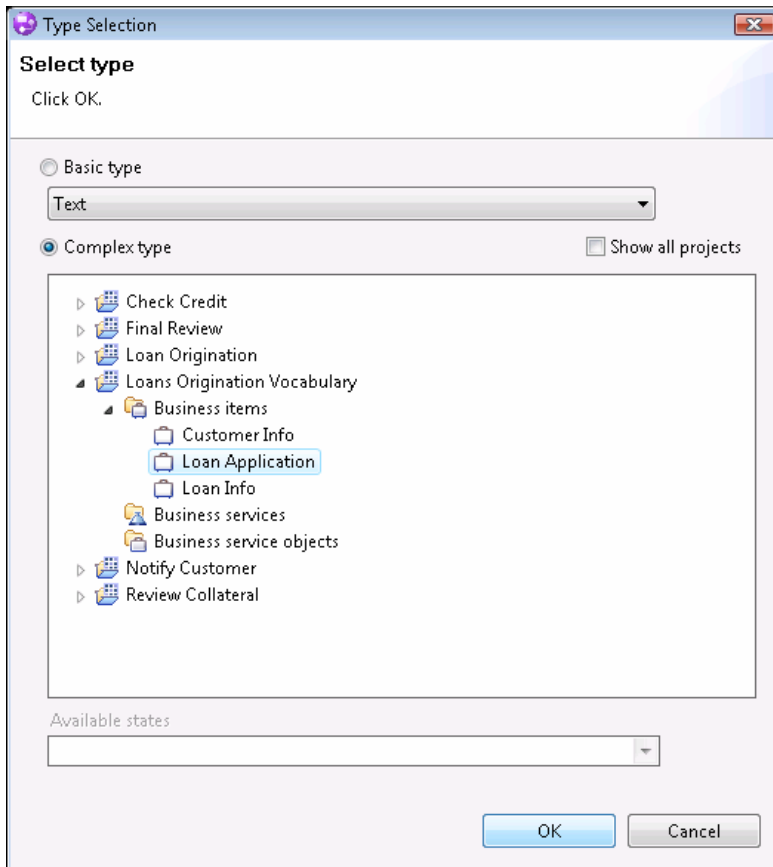 Type Selection
Select type
Click OK.
Basic type
Text
Complex type
Show all projects
Check Credit
Final Review
Loan Origination
Loans Origination Vocabulary
Business items
Customer Info
Loan Application
Loan Info
Business services
Business service objects
Notify Customer
Review Collateral
Available states
OK
Cancel